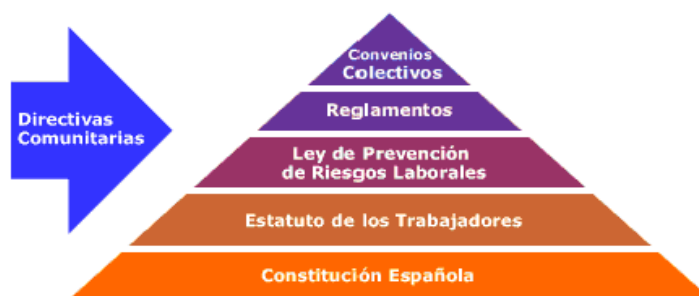 Directivas
Comunitarias
Convenios
Colectivos
Reglamentos
Ley de Prevención
de Riesgos Laborales
Estatuto de los Trabajadores
Constitución Española